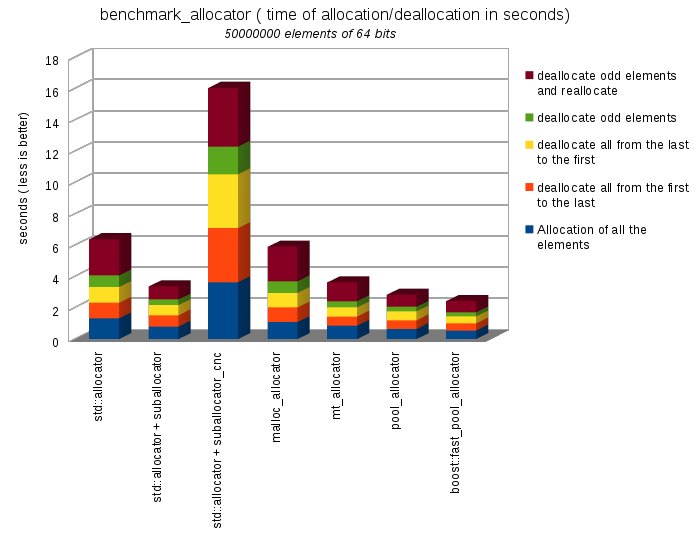 benchmark_allocator ( time of allocation/deallocation in seconds)
50000000 elements of 64 bits
seconds ( less is better)
18
16
14
12
10
8
6
4
2
0
std::allocator
std::allocator + suballocator
std::allocator + suballocator_cnc
malloc_allocator
mt_allocator
pool_allocator
boost::fast_pool_allocator
deallocate odd elements
and reallocate
deallocate odd elements
deallocate all from the last
to the first
deallocate all from the first
to the last
Allocation of all the
elements